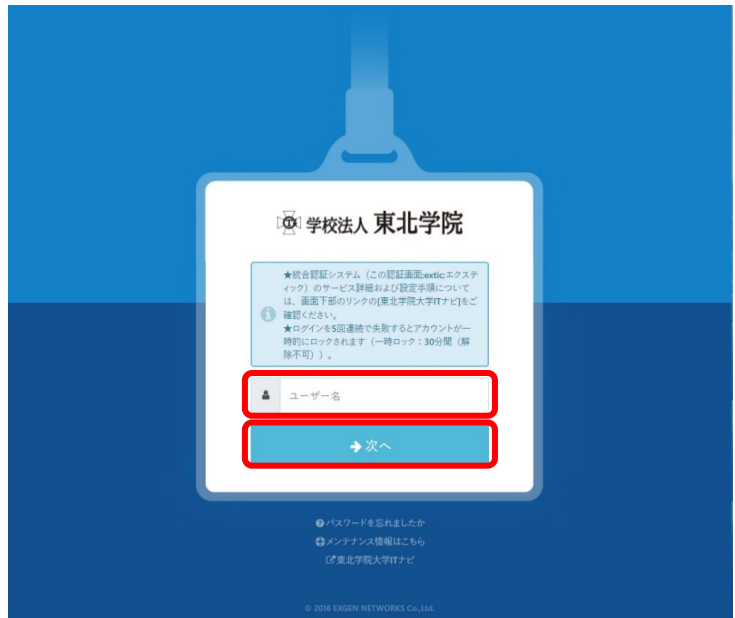 学校法人 東北学院
★統合認証システム（この認証画面;extic;エクステ
ィック）のサービス詳細および設定手順について
は、画面下部のリンクの[東北学院大学ITナビ]をご
確認ください。
★ログインを5回連続で失敗するとアカウントが一
時的にロックされます（一時ロック：30分間（解
除不可））。
ユーザー名
次へ
パスワードを忘れましたか
メンテナンス情報はこちら
東北学院大学ITナビ
© 2016 EXGEN NETWORKS Co.,Ltd.